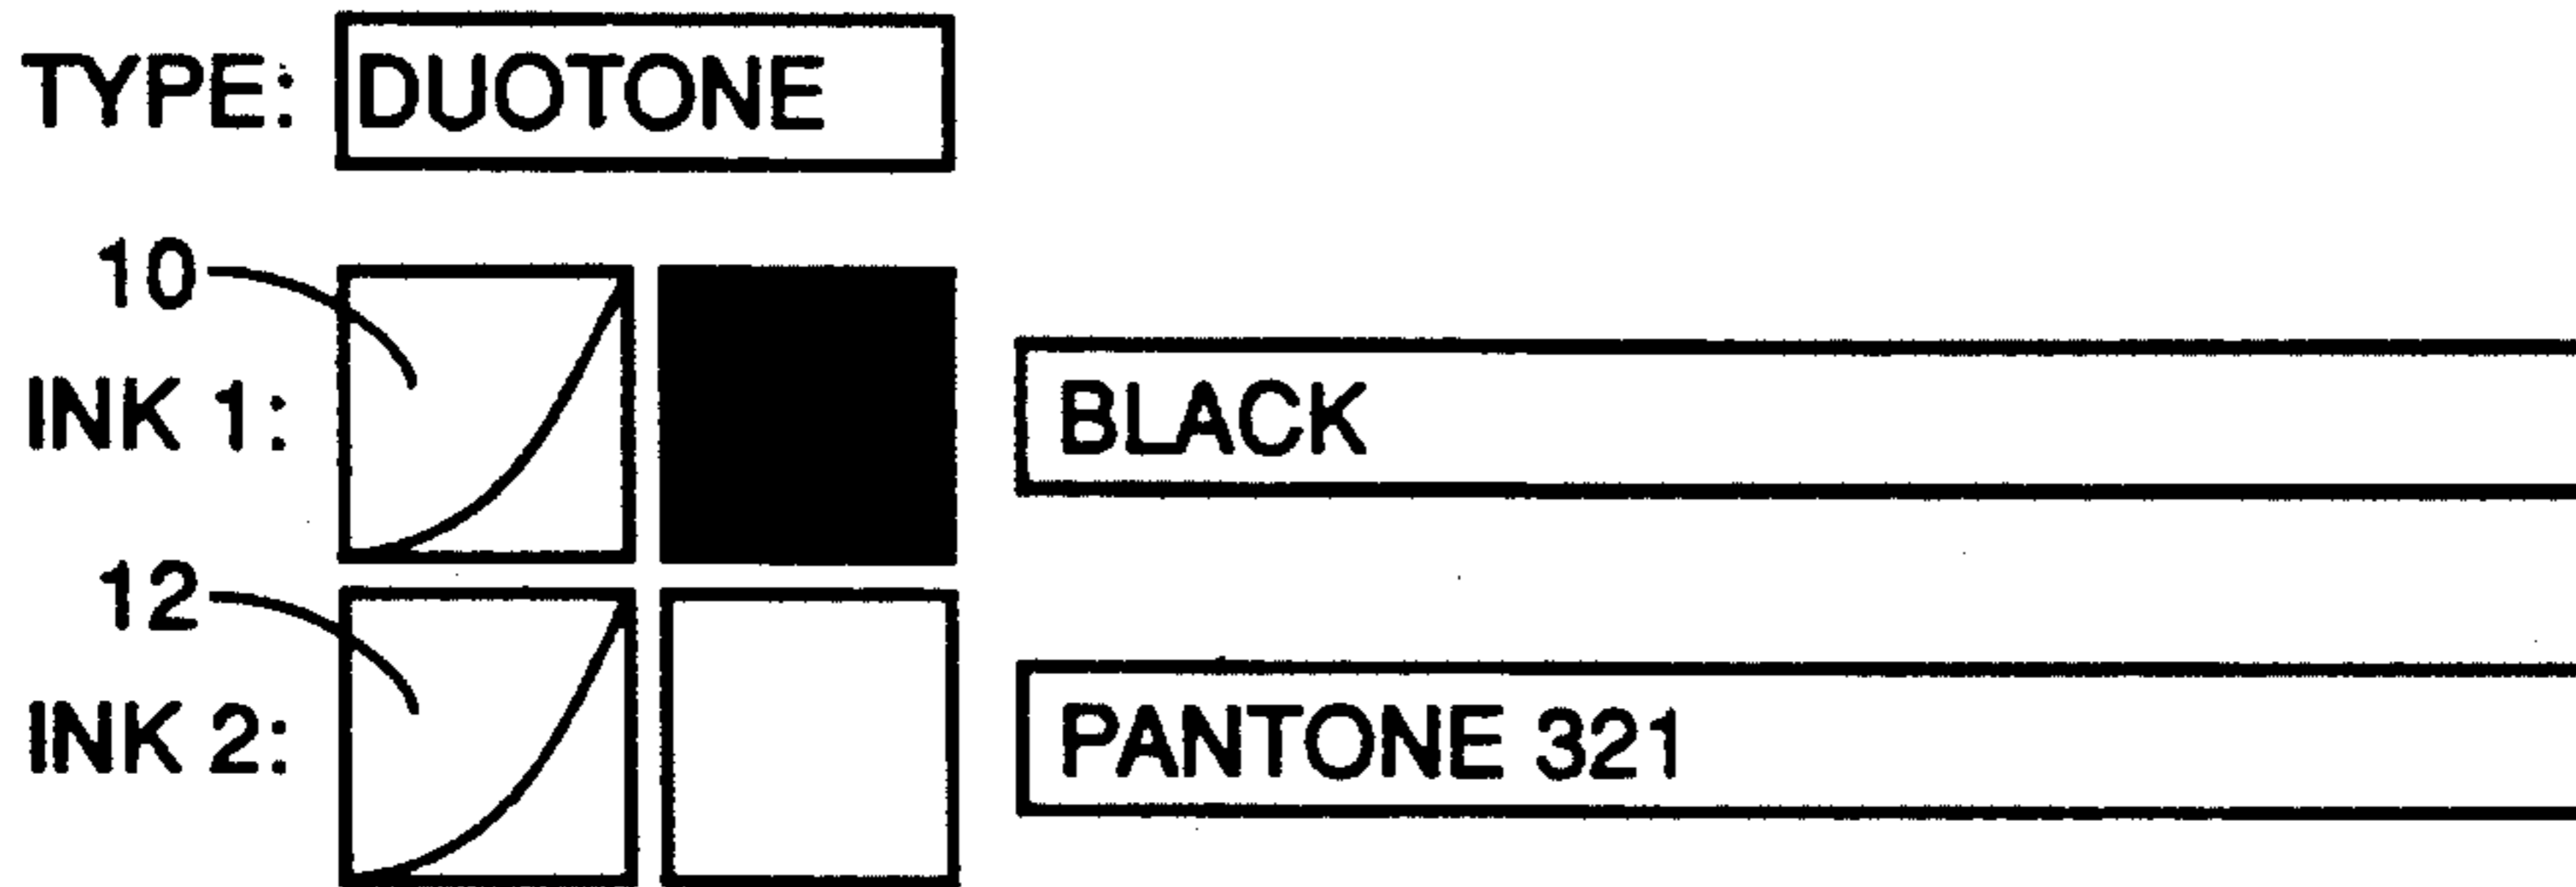 TYPE: DUOTONE
10
INK 1: BLACK
12
INK 2: PANTONE 321